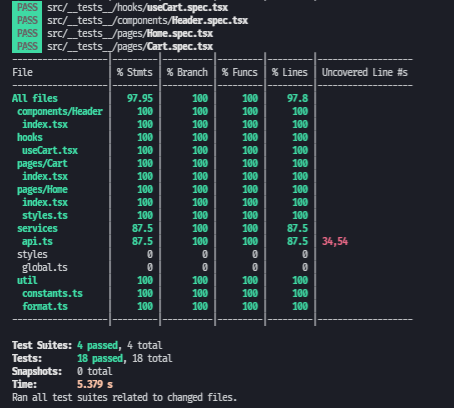 PASS src/__tests__/hooks/useCart.spec.tsx
PASS src/__tests__/components/Header.spec.tsx
PASS src/__tests__/pages/Home.spec.tsx
PASS src/__tests__/pages/Cart.spec.tsx
File | % Stmts | % Branch | % Funcs | % Lines | Uncovered Line #s
All files | 97.95 | 100 | 100 | 97.8 |
components/Header | 100 | 100 | 100 | 100 |
index.tsx | 100 | 100 | 100 | 100 |
hooks | 100 | 100 | 100 | 100 |
useCart.tsx | 100 | 100 | 100 | 100 |
pages/Cart | 100 | 100 | 100 | 100 |
index.tsx | 100 | 100 | 100 | 100 |
pages/Home | 100 | 100 | 100 | 100 |
index.tsx | 100 | 100 | 100 | 100 |
styles.ts | 100 | 100 | 100 | 100 |
services | 87.5 | 100 | 100 | 87.5 |
api.ts | 87.5 | 100 | 100 | 87.5 | 34,54
styles | 0 | 0 | 0 | 0 |
global.ts | 0 | 0 | 0 | 0 |
util | 100 | 100 | 100 | 100 |
constants.ts | 100 | 100 | 100 | 100 |
format.ts | 100 | 100 | 100 | 100 |
Test Suites: 4 passed, 4 total
Tests: 18 passed, 18 total
Snapshots: 0 total
Time: 5.379 s
Ran all test suites related to changed files.